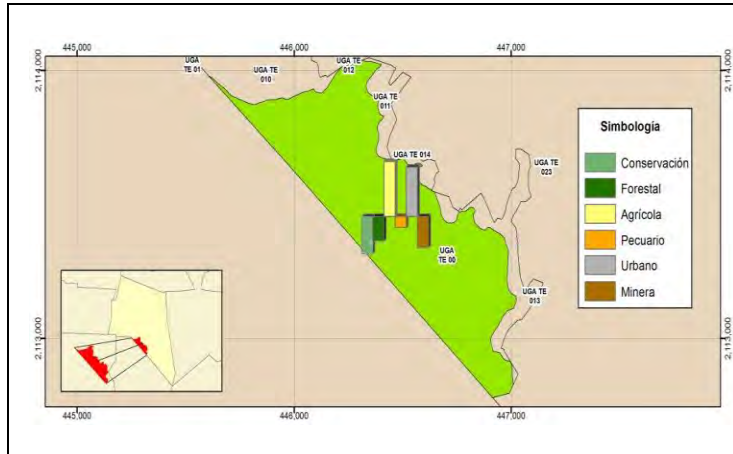 445,000
446,000
447,000
2,114,000
2,114,000
UGA
TE 01
UGA TE
010
UGA TE
012
UGA TE
011
UGA TE 014
UGA TE
023
UGA
TE 00
UGA TE
013
Simbología
Conservación
Forestal
Agrícola
Pecuario
Urbano
Minera
2,113,000
2,113,000
445,000
446,000
447,000